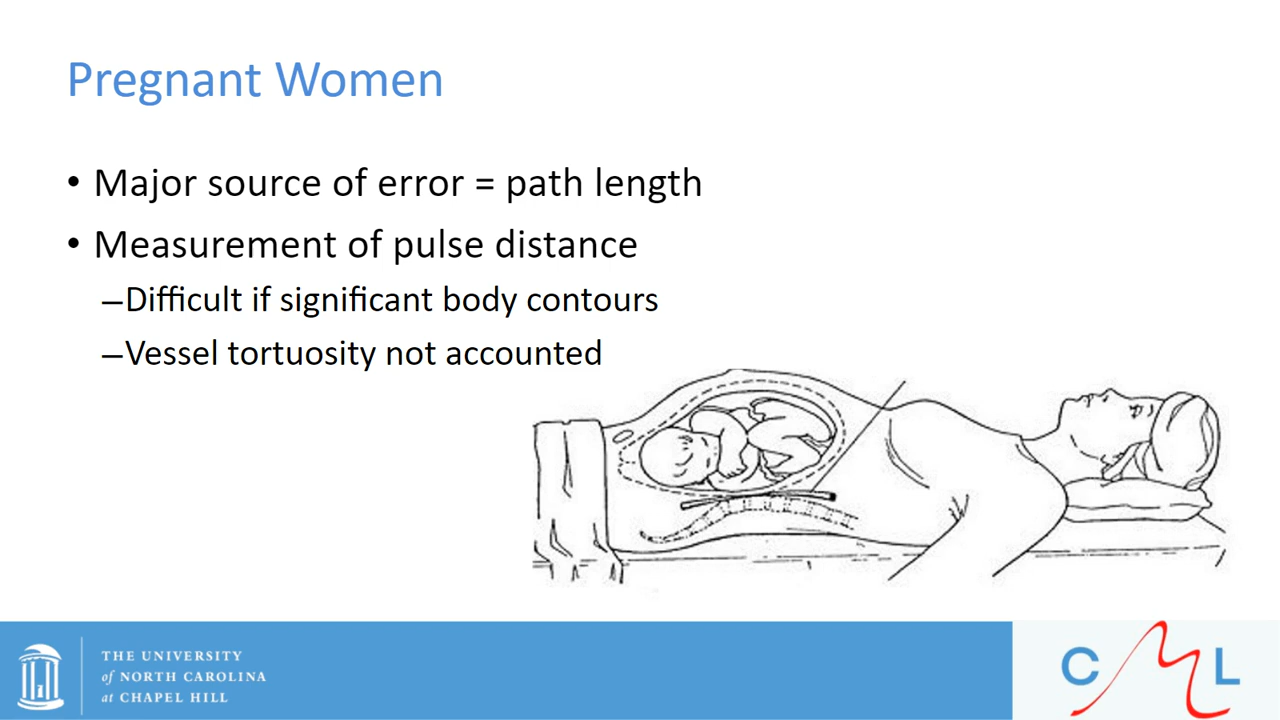 Pregnant Women
• Major source of error = path length
• Measurement of pulse distance
–Difficult if significant body contours
–Vessel tortuosity not accounted
THE UNIVERSITY
of NORTH CAROLINA
at CHAPEL HILL
CML